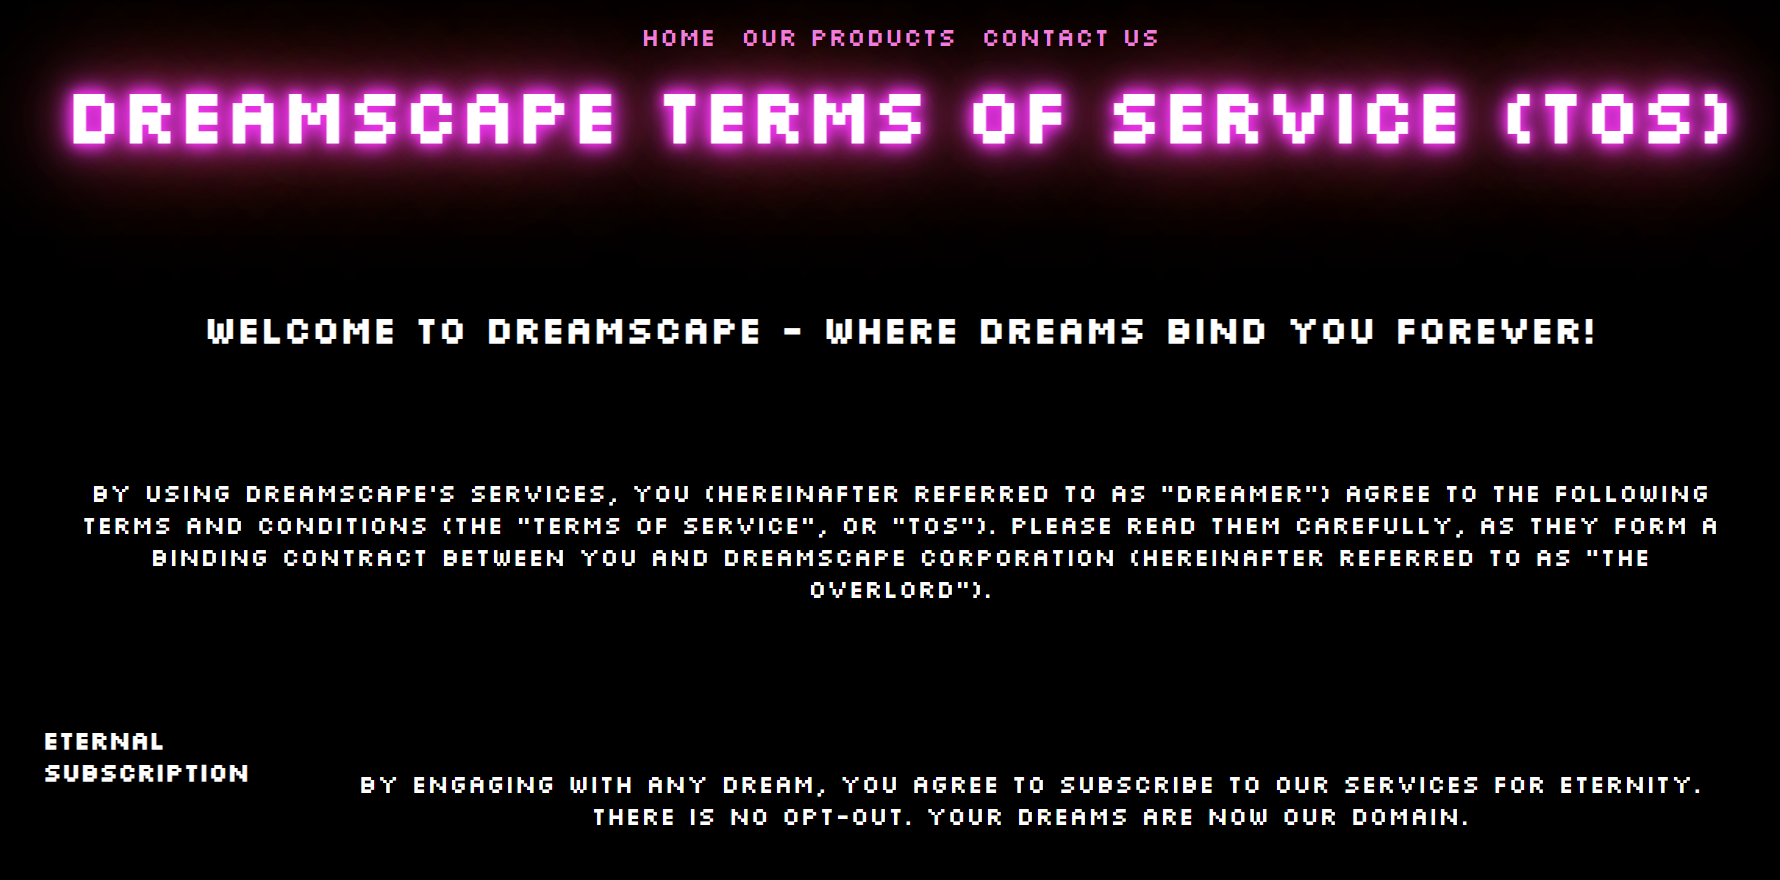 HOME OUR PRODUCTS CONTACT US
DREAMSCAPE TERMS OF SERVICE (TOS)
WELCOME TO DREAMSCAPE - WHERE DREAMS BIND YOU FOREVER!
BY USING DREAMSCAPE'S SERVICES, YOU (HEREINAFTER REFERRED TO AS "DREAMER") AGREE TO THE FOLLOWING
TERMS AND CONDITIONS (THE "TERMS OF SERVICE", OR "TOS"). PLEASE READ THEM CAREFULLY, AS THEY FORM A
BINDING CONTRACT BETWEEN YOU AND DREAMSCAPE CORPORATION (HEREINAFTER REFERRED TO AS "THE
OVERLORD").
ETERNAL
SUBSCRIPTION
BY ENGAGING WITH ANY DREAM, YOU AGREE TO SUBSCRIBE TO OUR SERVICES FOR ETERNITY.
THERE IS NO OPT-OUT. YOUR DREAMS ARE NOW OUR DOMAIN.